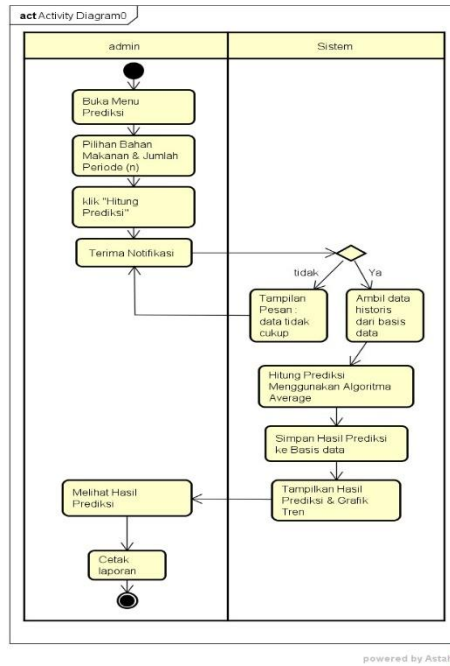 act Activity Diagram0
admin
Sistem
Buka Menu
Prediksi
Pilihan Bahan
Makanan & Jumlah
Periode (n)
klik "Hitung
Prediksi"
Terima Notifikasi
tidak
Ya
Tampilan
Pesan :
data tidak
cukup
Ambil data
historis
dari basis
data
Hitung Prediksi
Menggunakan Algoritma
Average
Simpan Hasil Prediksi
ke Basis data
Tampilkan Hasil
Prediksi & Grafik
Tren
Melihat Hasil
Prediksi
Cetak
laporan
powered by Astal